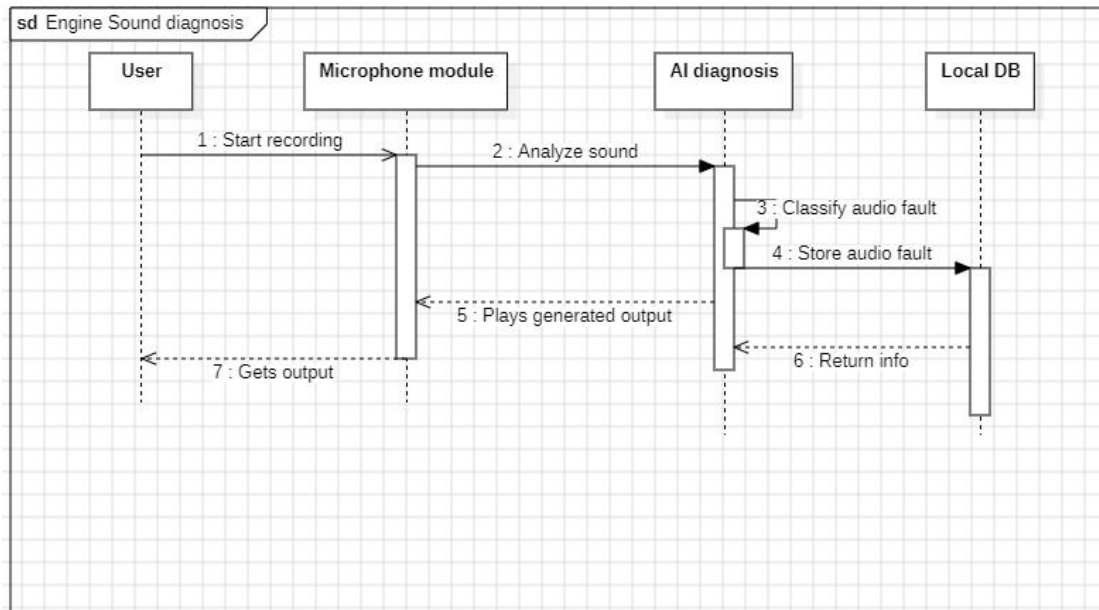 sd Engine Sound diagnosis
User
Microphone module
AI diagnosis
Local DB
1 : Start recording
2 : Analyze sound
3 : Classify audio fault
4 : Store audio fault
5 : Plays generated output
6 : Return info
7 : Gets output